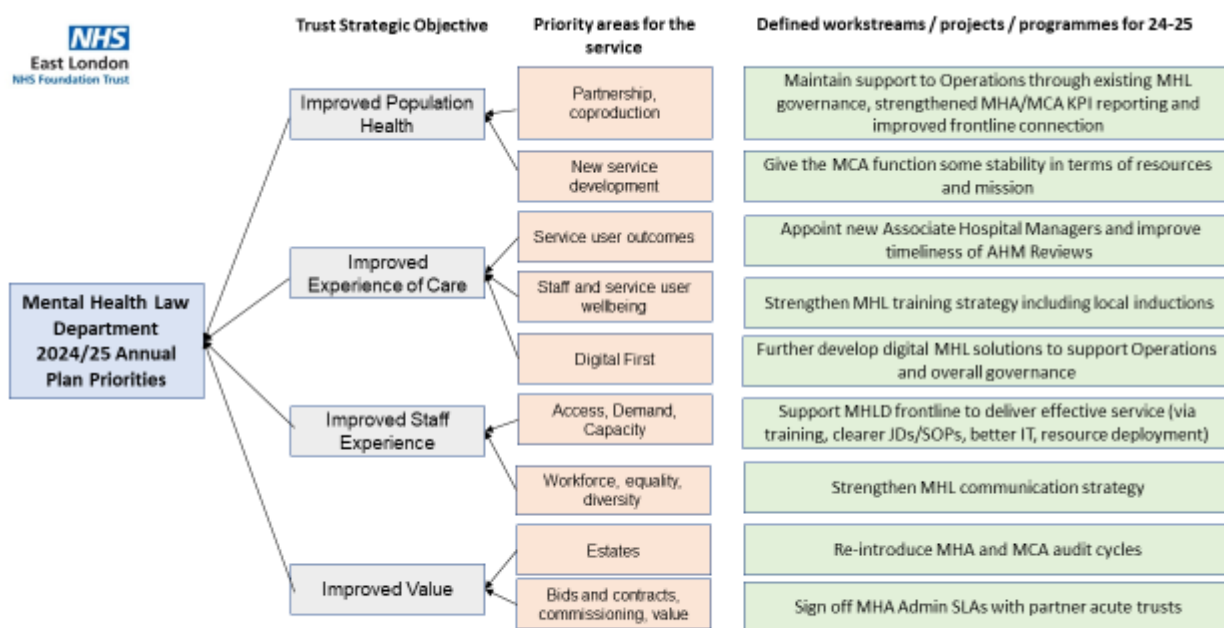 NHS
East London
NHS Foundation Trust
Trust Strategic Objective
Priority areas for the
service
Defined workstreams / projects / programmes for 24-25
Mental Health Law
Department
2024/25 Annual
Plan Priorities
Improved Population
Health
Partnership,
coproduction
Maintain support to Operations through existing MHL
governance, strengthened MHA/MCA KPI reporting and
improved frontline connection
New service
development
Give the MCA function some stability in terms of resources
and mission
Improved
Experience of Care
Service user outcomes
Appoint new Associate Hospital Managers and improve
timeliness of AHM Reviews
Staff and service user
wellbeing
Strengthen MHL training strategy including local inductions
Digital First
Further develop digital MHL solutions to support Operations
and overall governance
Improved Staff
Experience
Access, Demand,
Capacity
Support MHLD frontline to deliver effective service (via
training, clearer JDs/SOPs, better IT, resource deployment)
Workforce, equality,
diversity
Strengthen MHL communication strategy
Improved Value
Estates
Re-introduce MHA and MCA audit cycles
Bids and contracts,
commissioning, value
Sign off MHA Admin SLAs with partner acute trusts